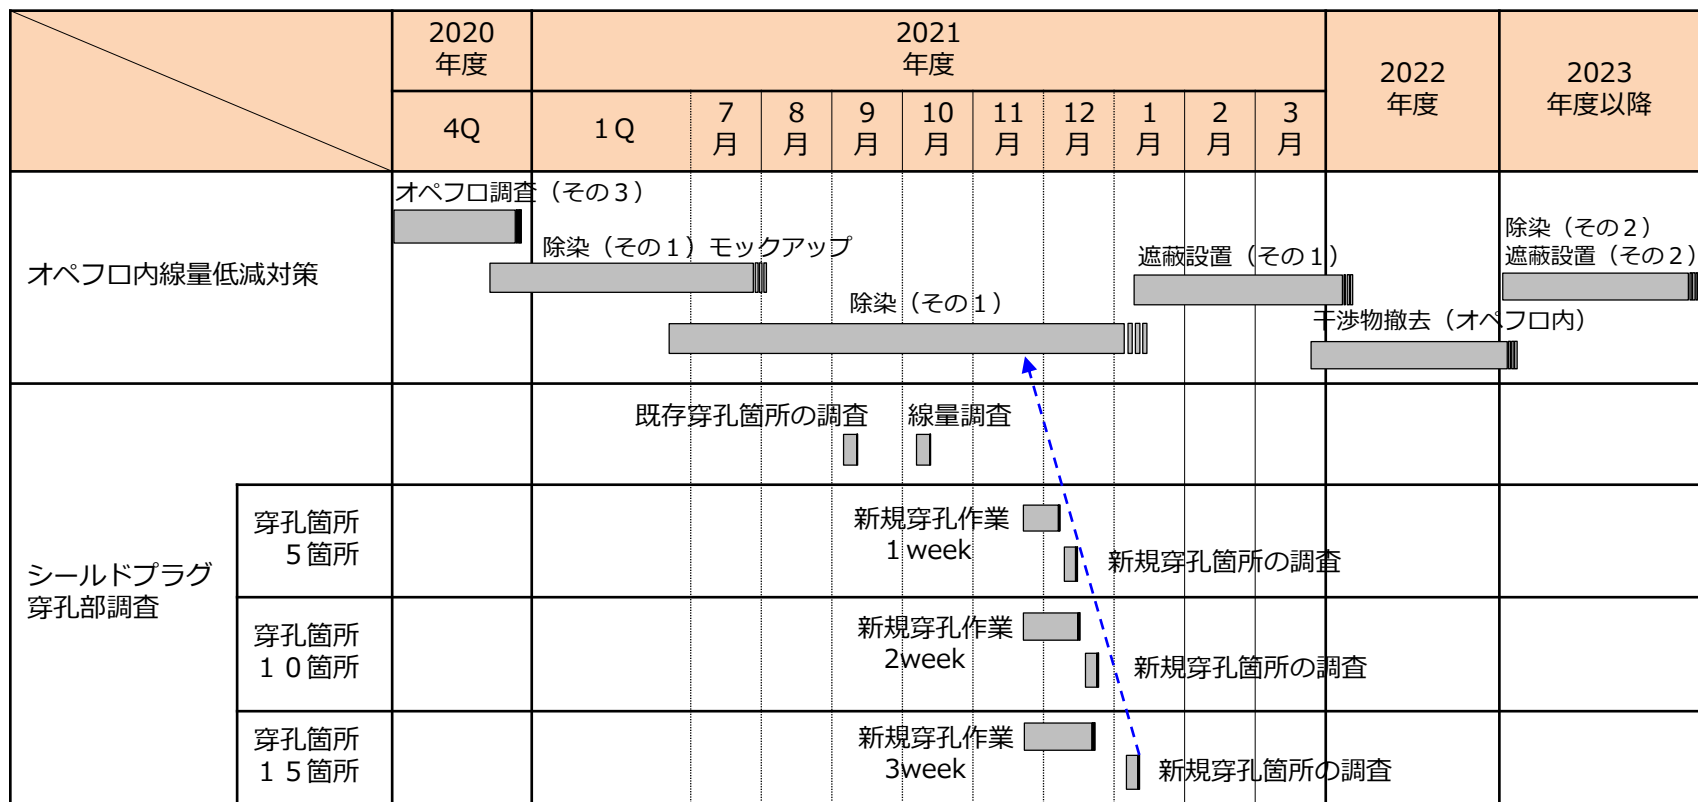 2020
年度
2021
年度
2022
年度
2023
年度以降
4Q
1Q
7
月
8
月
9
月
10
月
11
月
12
月
1
月
2
月
3
月
オペフロ内線量低減対策
オペフロ調査（その３）
除染（その１）モックアップ
除染（その１）
遮蔽設置（その１）
干渉物撤去（オペフロ内）
除染（その２）
遮蔽設置（その２）
シールドプラグ
穿孔部調査
既存穿孔箇所の調査
線量調査
穿孔箇所
５箇所
新規穿孔作業
1week
新規穿孔箇所の調査
穿孔箇所
１０箇所
新規穿孔作業
2week
新規穿孔箇所の調査
穿孔箇所
１５箇所
新規穿孔作業
3week
新規穿孔箇所の調査